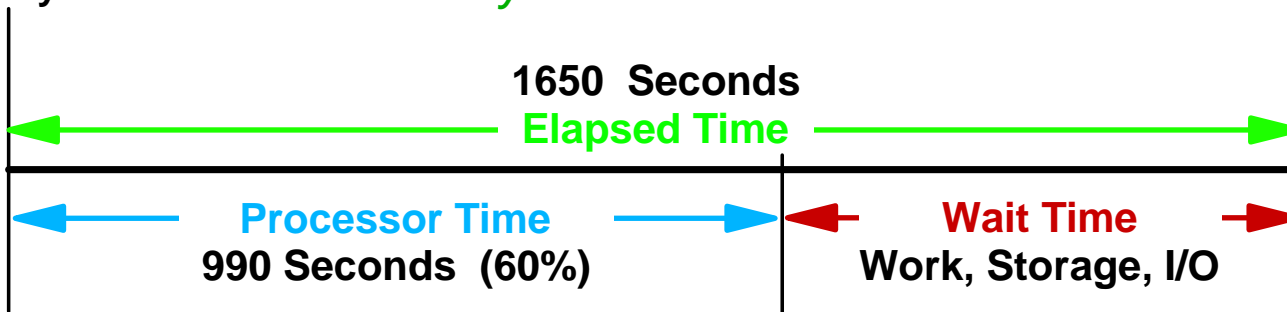 1650 Seconds
Elapsed Time
Processor Time
990 Seconds (60%)
Wait Time
Work, Storage, I/O